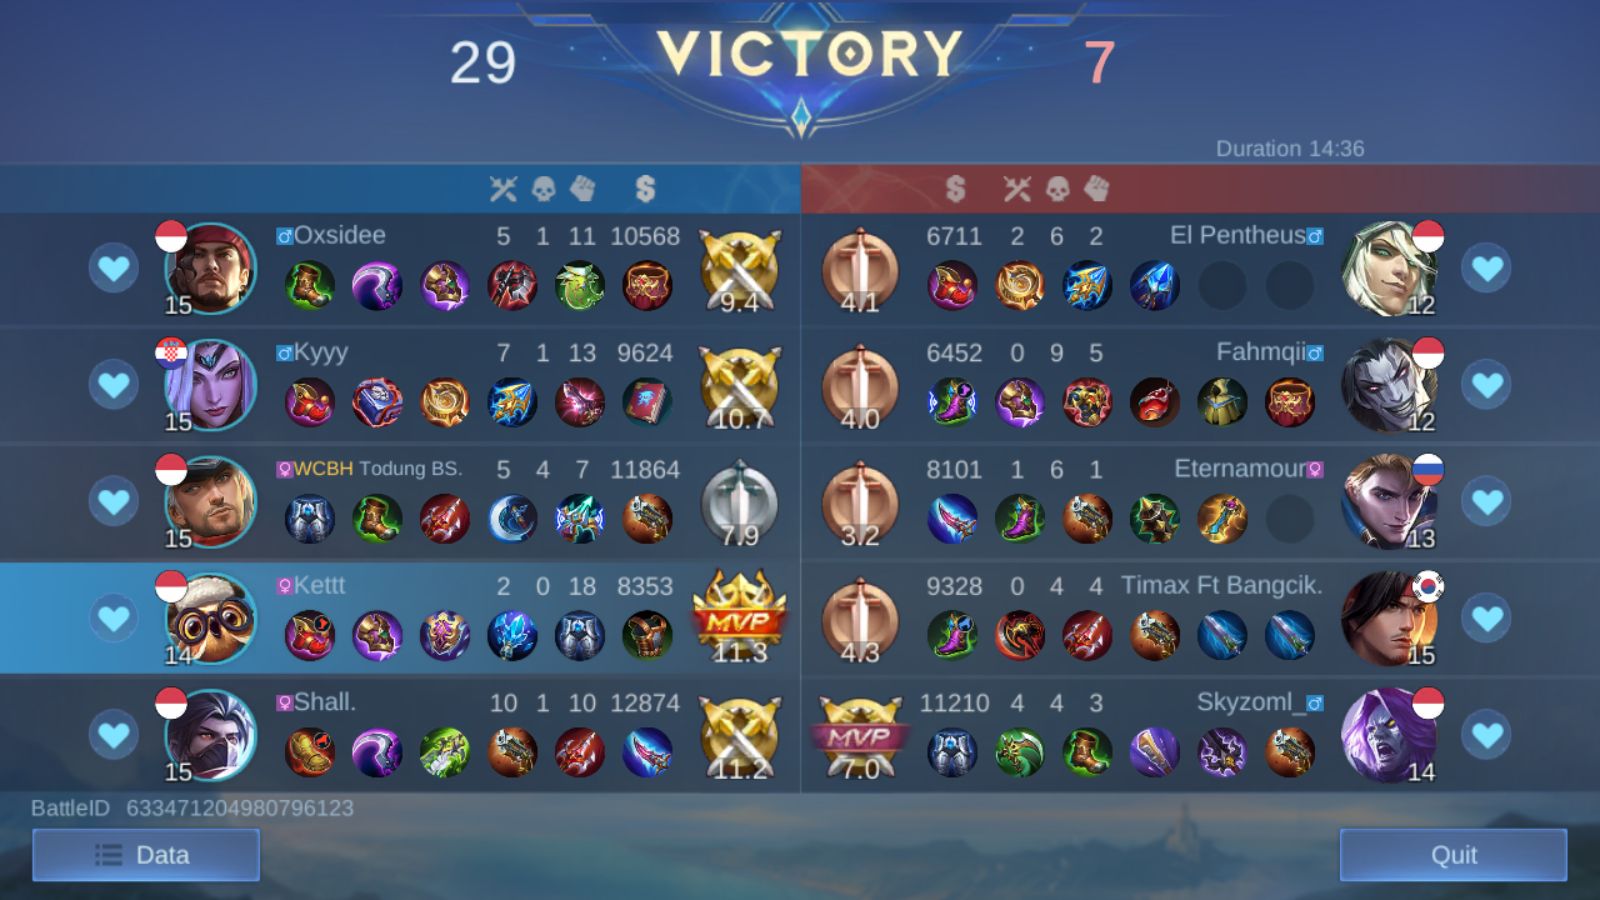 29 VICTORY 7
Duration 14:36
Oxsidee 5 1 11 10568
15 9.4
6711 2 6 2 El Pentheus
4.1 12
Kyyy 7 1 13 9624
15 10.7
6452 0 9 5 Fahmqii
4.0 12
WCBH Todung BS. 5 4 7 11864
15 7.9
8101 1 6 1 Eternamour
3.2 13
Kettt 2 0 18 8353
14 MVP 11.3
9328 0 4 4 Timax Ft Bangcik.
4.3 15
Shall. 10 1 10 12874
15 11.2
11210 4 4 3 Skyzoml_
MVP 7.0 14
BattleID 633471204980796123
Data
Quit